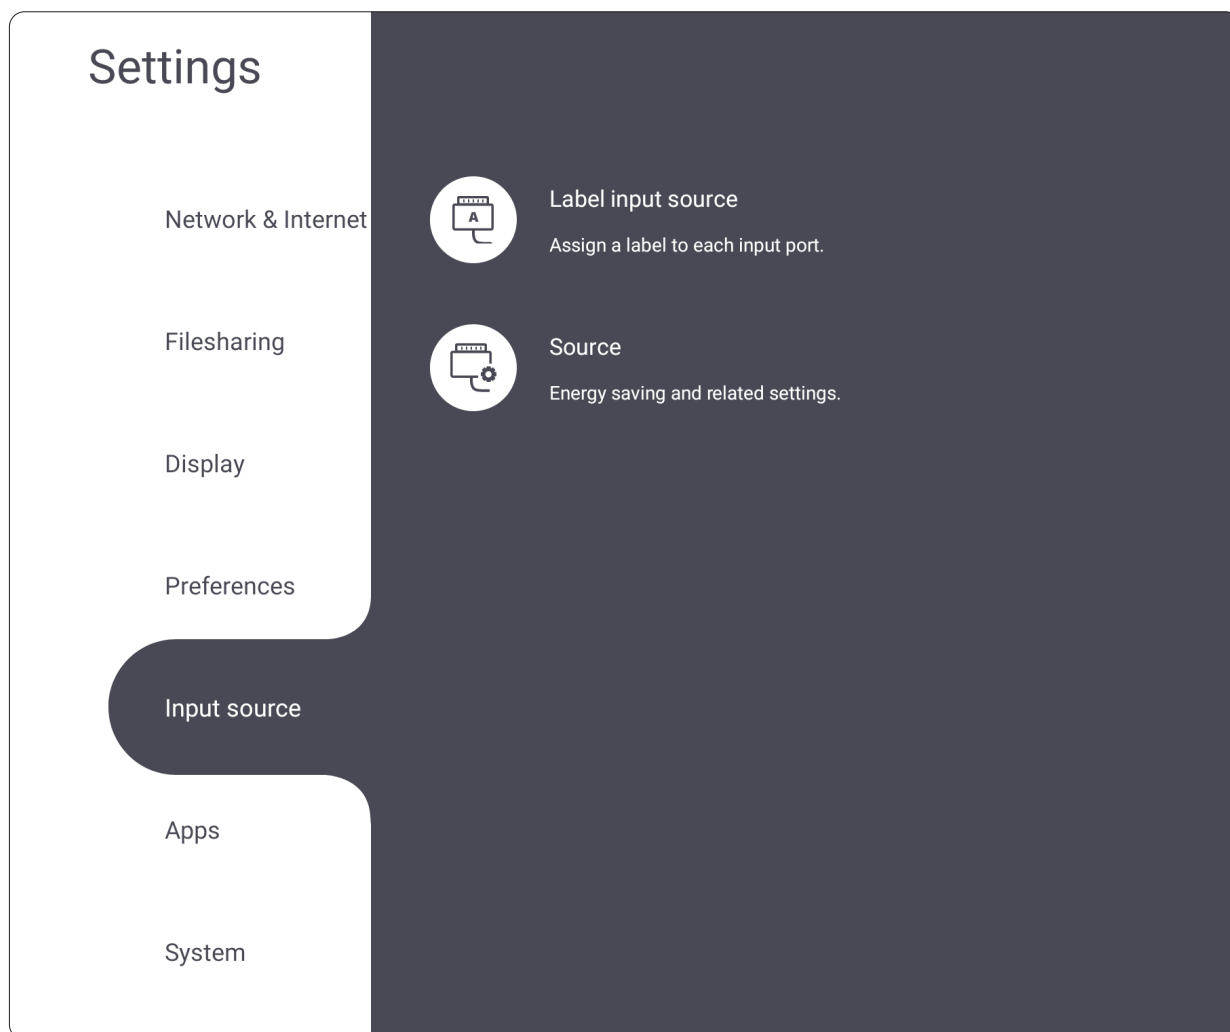 Settings
Network & Internet
Filesharing
Display
Preferences
Input source
Apps
System
A
Label input source
Assign a label to each input port.
Source
Energy saving and related settings.